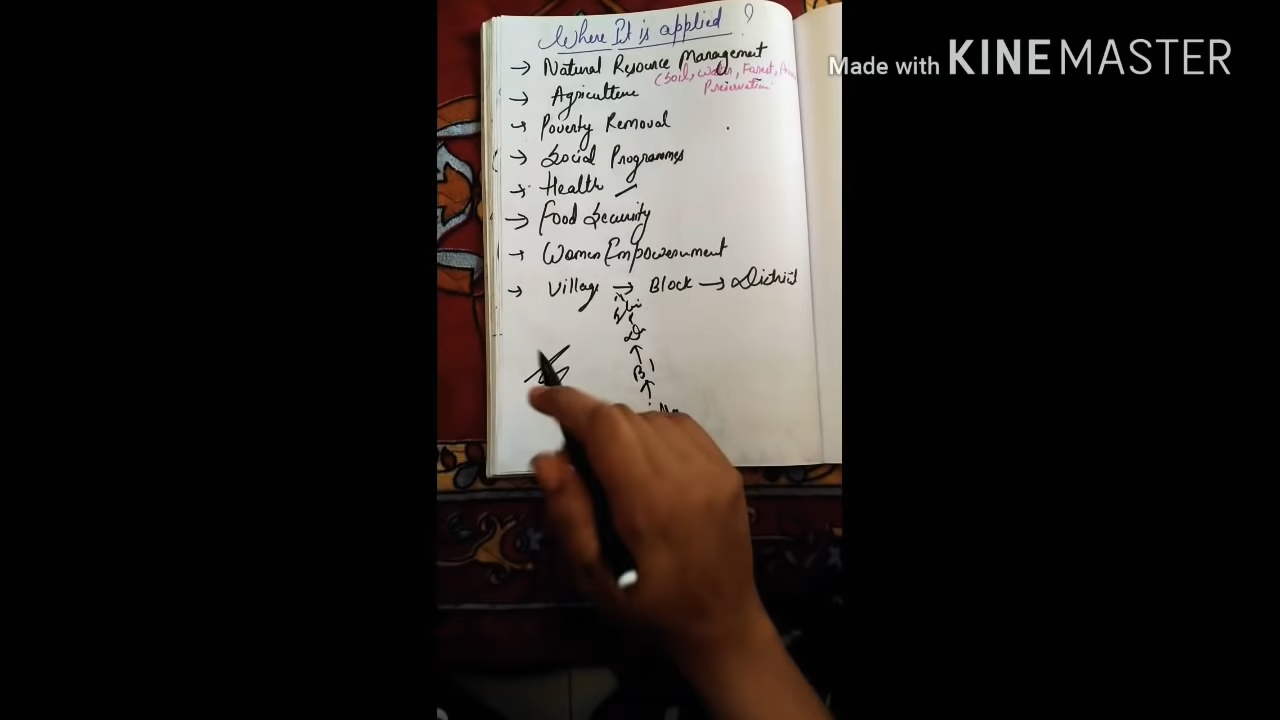 Where It is applied ?
Made with KINEMASTER
→ Natural Resource Management
(Soil, Water, Forest,
Preservation
→ Agriculture
→ Poverty Removal
→ Social Programmes
→ Health
→ Food Security
→ Women Empowerment
→ Village → Block → District